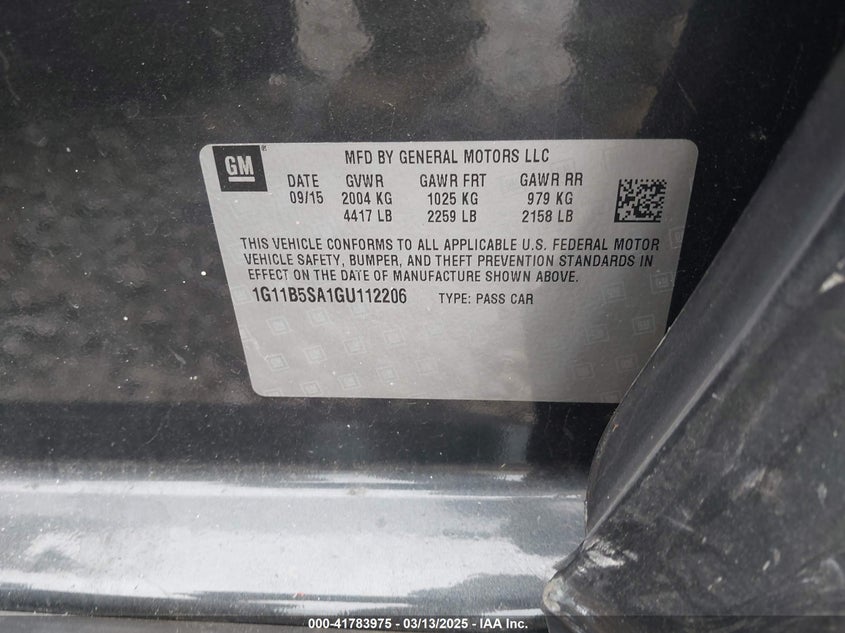 GM
MFD BY GENERAL MOTORS LLC
DATE GVWR GAWR FRT GAWR RR
09/15 2004 KG 1025 KG 979 KG
4417 LB 2259 LB 2158 LB
THIS VEHICLE CONFORMS TO ALL APPLICABLE U.S. FEDERAL MOTOR
VEHICLE SAFETY, BUMPER, AND THEFT PREVENTION STANDARDS IN
EFFECT ON THE DATE OF MANUFACTURE SHOWN ABOVE.
1G11B5SA1GU112206 TYPE: PASS CAR
000-41783975 — 03/13/2025 — IAA Inc.